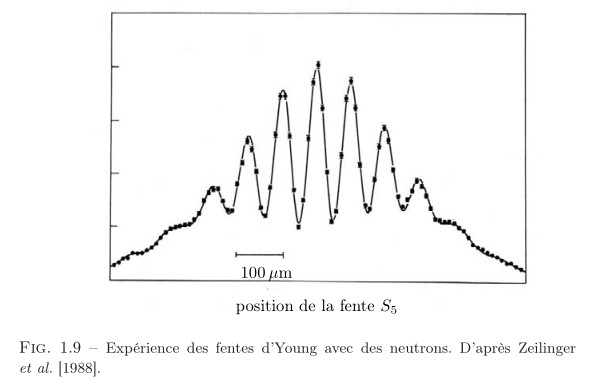 100 μm
position de la fente S₅
FIG. 1.9 – Expérience des fentes d'Young avec des neutrons. D'après Zeilinger
et al. [1988].